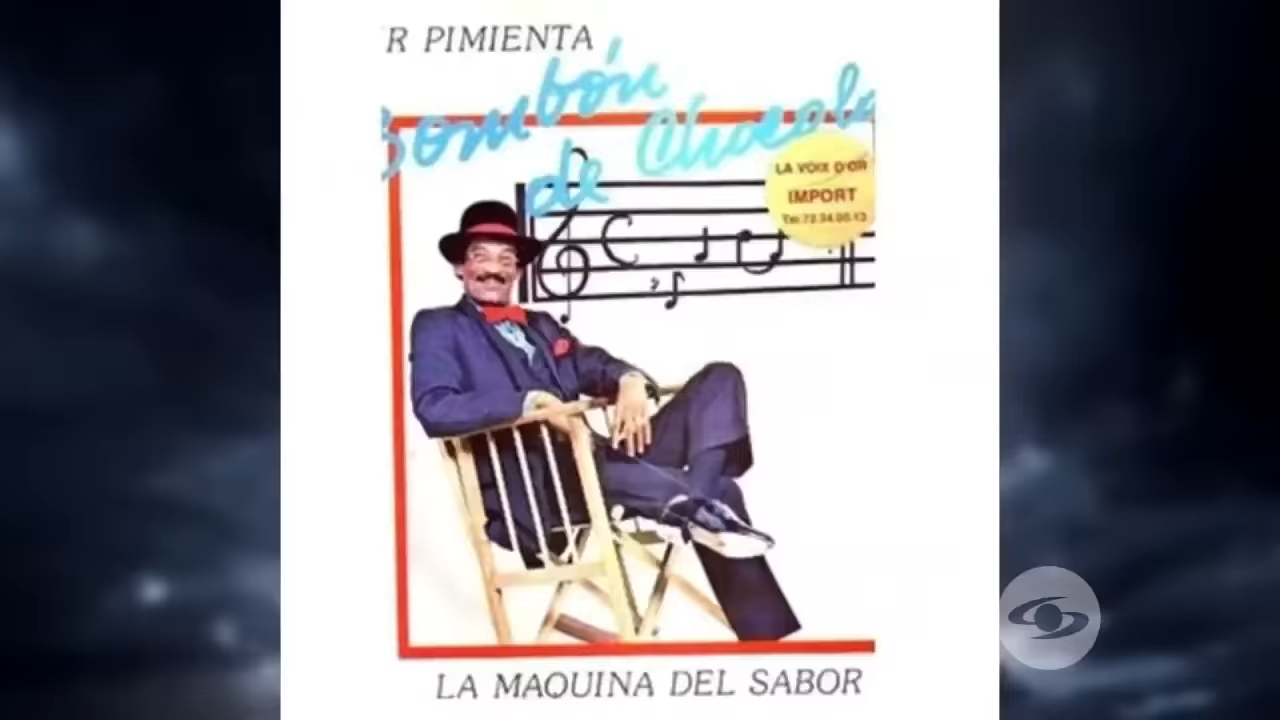 R PIMIENTA
Bombón
de Chocola
LA VOIX D'OR
IMPORT
LA MAQUINA DEL SABOR